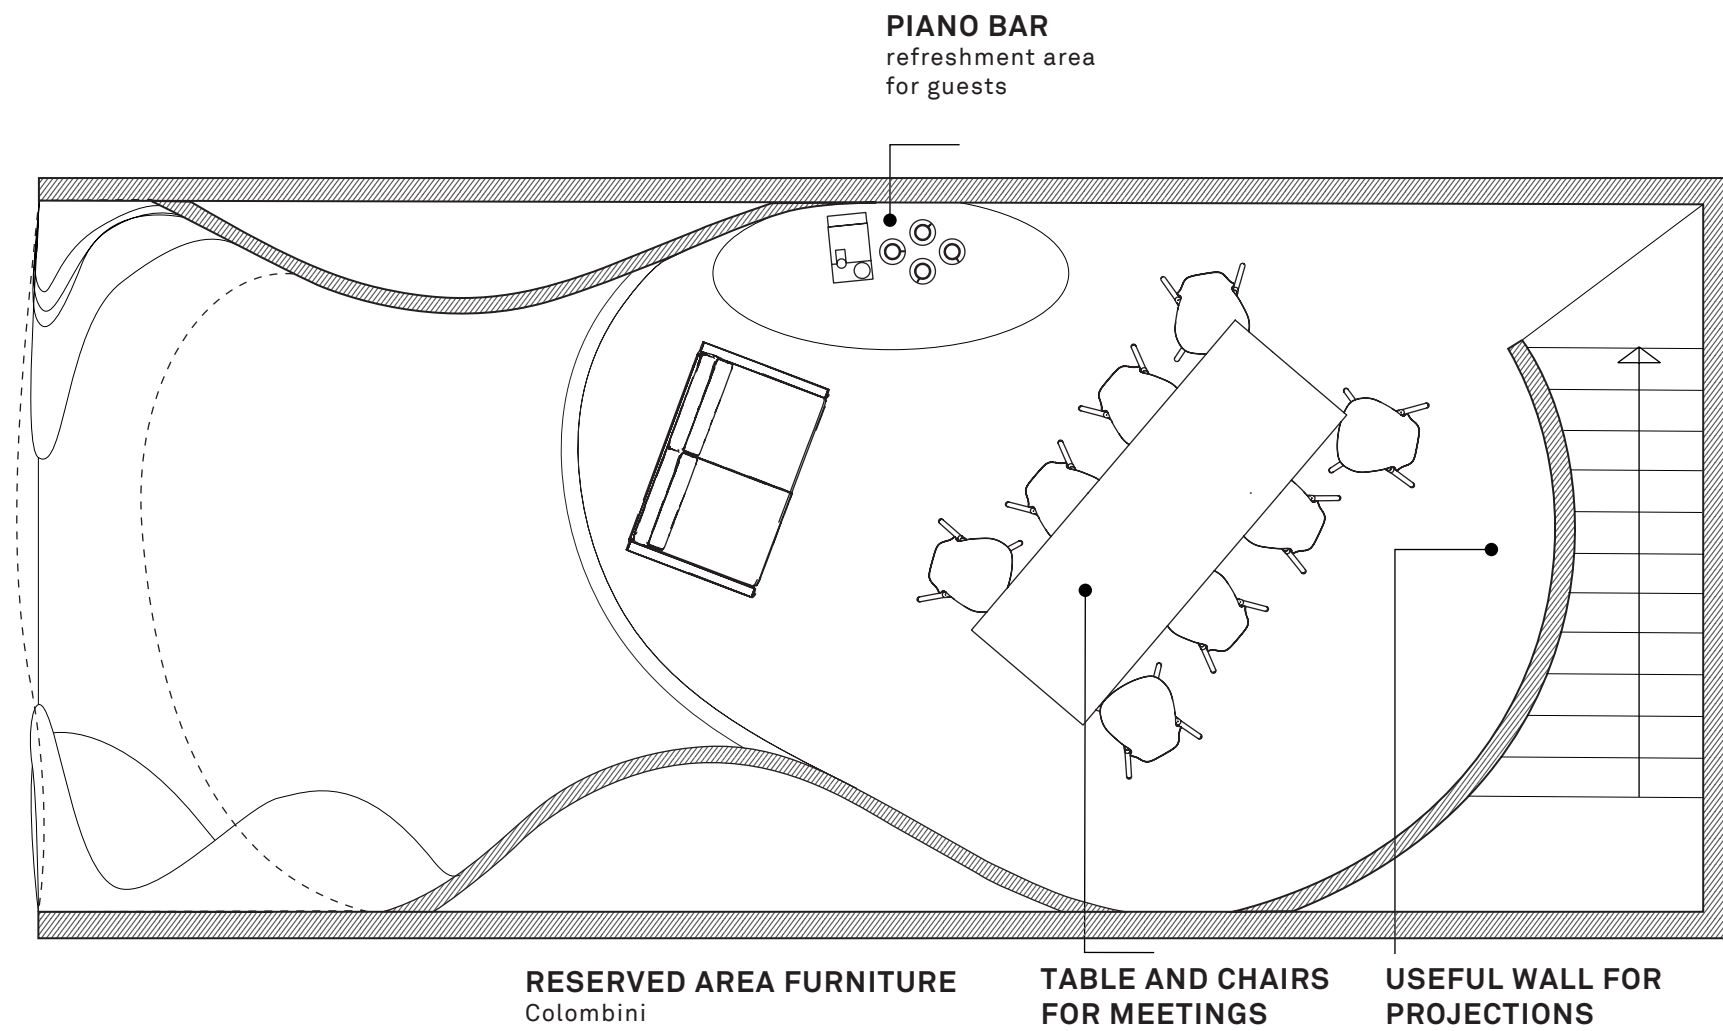 PIANO BAR
refreshment area
for guests
RESERVED AREA FURNITURE
Colombini
TABLE AND CHAIRS
FOR MEETINGS
USEFUL WALL FOR
PROJECTIONS